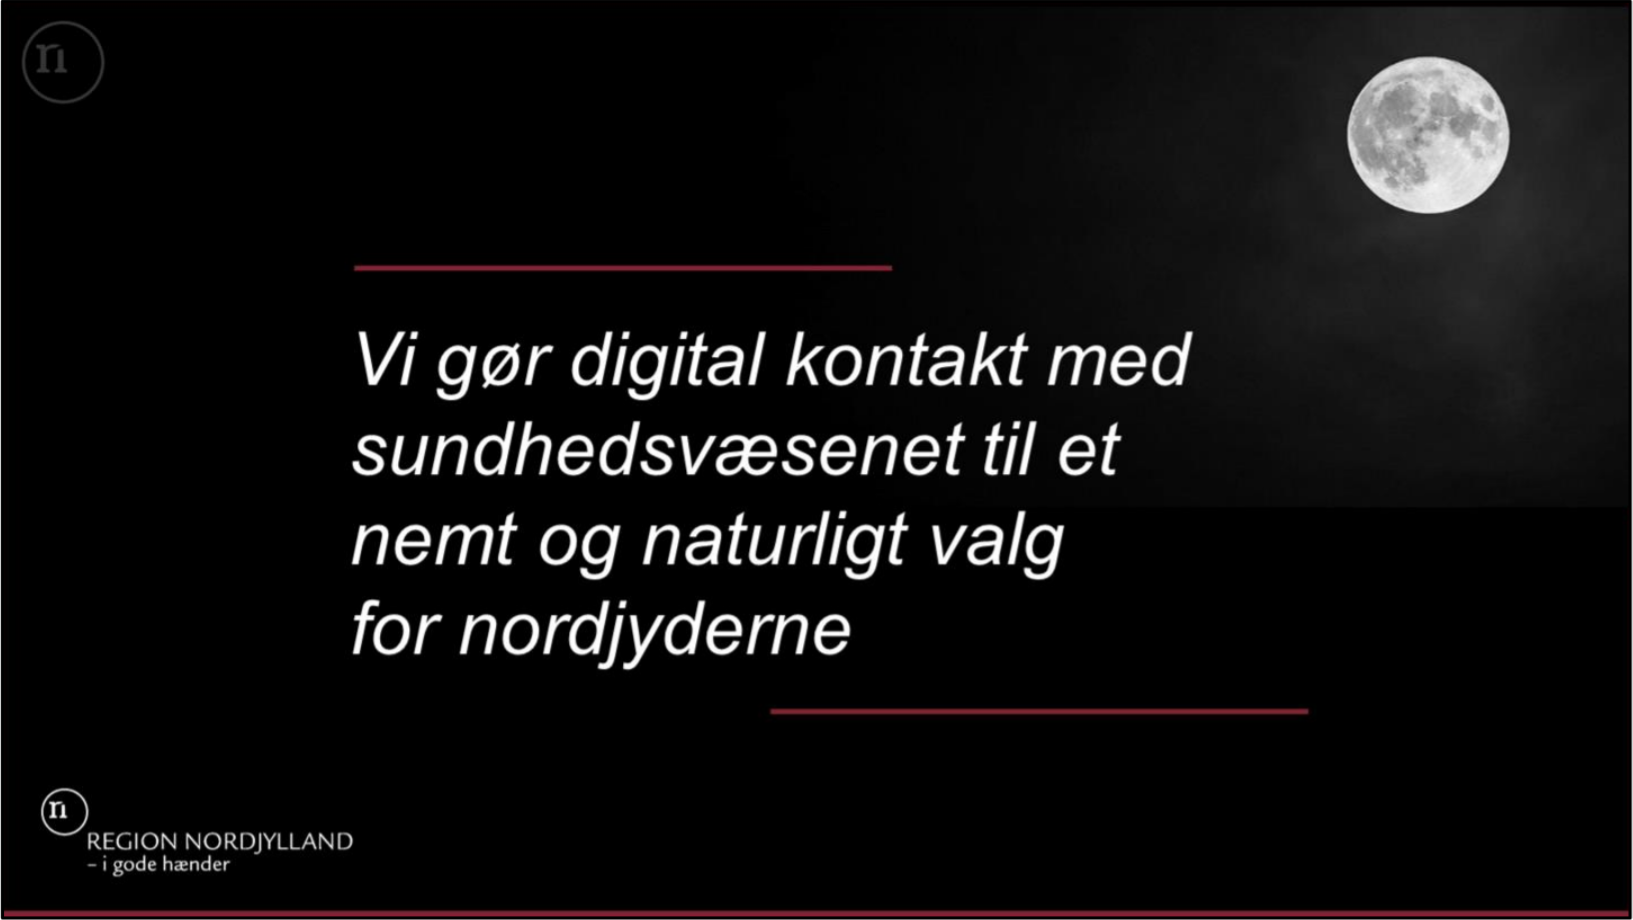 n
Vi gør digital kontakt med
sundhedsvæsenet til et
nemt og naturligt valg
for nordjyderne
n
REGION NORDJYLLAND
– i gode hænder